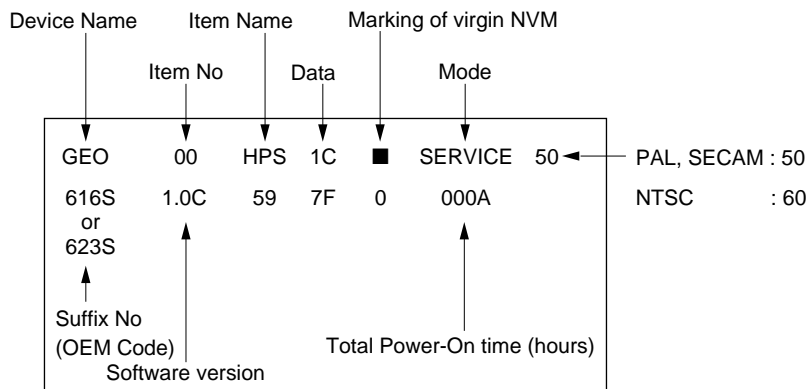 Device Name Item Name Marking of virgin NVM
Item No Data Mode
GEO 00 HPS 1C ■ SERVICE 50 PAL, SECAM : 50
616S 1.0C 59 7F 0 000A NTSC : 60
or
623S
Suffix No
(OEM Code) Total Power-On time (hours)
Software version